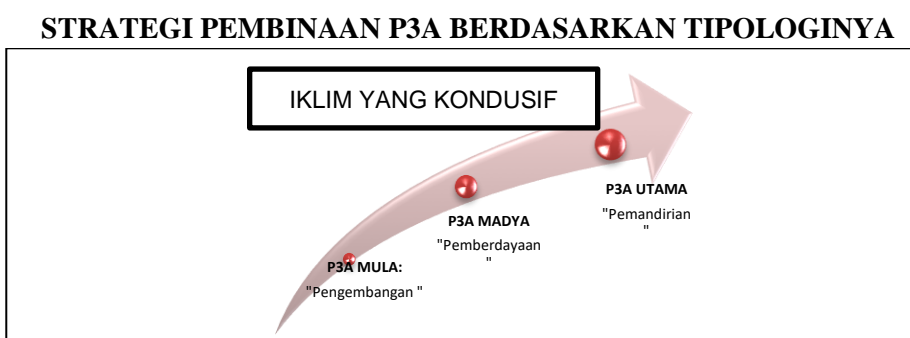 STRATEGI PEMBINAAN P3A BERDASARKAN TIPOLOGINYA
IKLIM YANG KONDUSIF
P3A UTAMA
"Pemandirian
"
P3A MADYA
"Pemberdayaan
"
P3A MULA:
"Pengembangan "